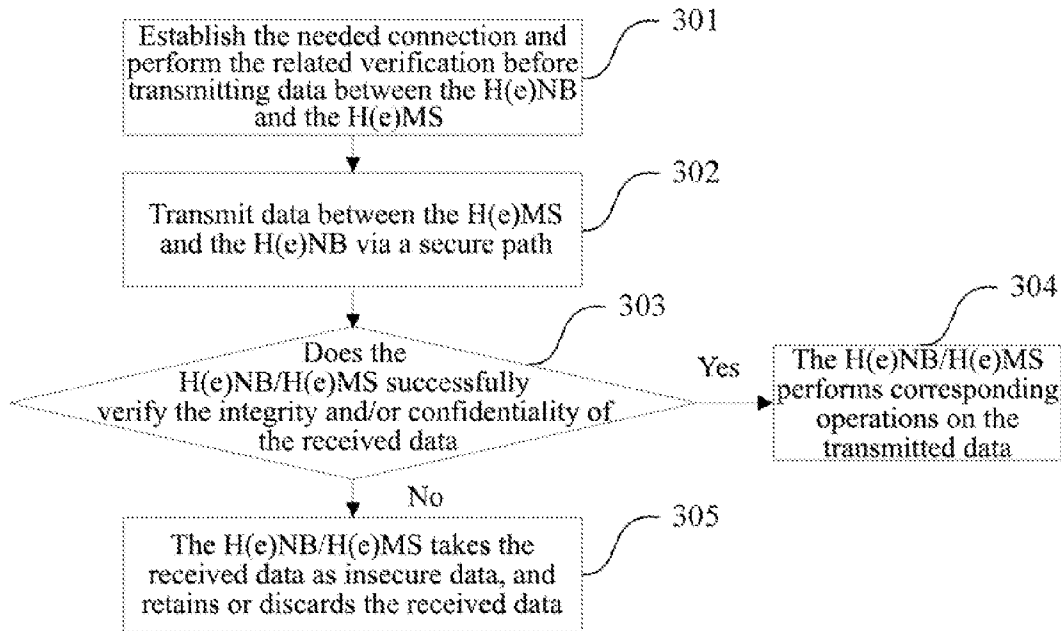 301
Establish the needed connection and
perform the related verification before
transmitting data between the H(e)NB
and the H(e)MS
302
Transmit data between the H(e)MS
and the H(e)NB via a secure path
303
Does the
H(e)NB/H(e)MS successfully
verify the integrity and/or confidentiality of
the received data
Yes
304
The H(e)NB/H(e)MS
performs corresponding
operations on the
transmitted data
No
305
The H(e)NB/H(e)MS takes the
received data as insecure data, and
retains or discards the received data